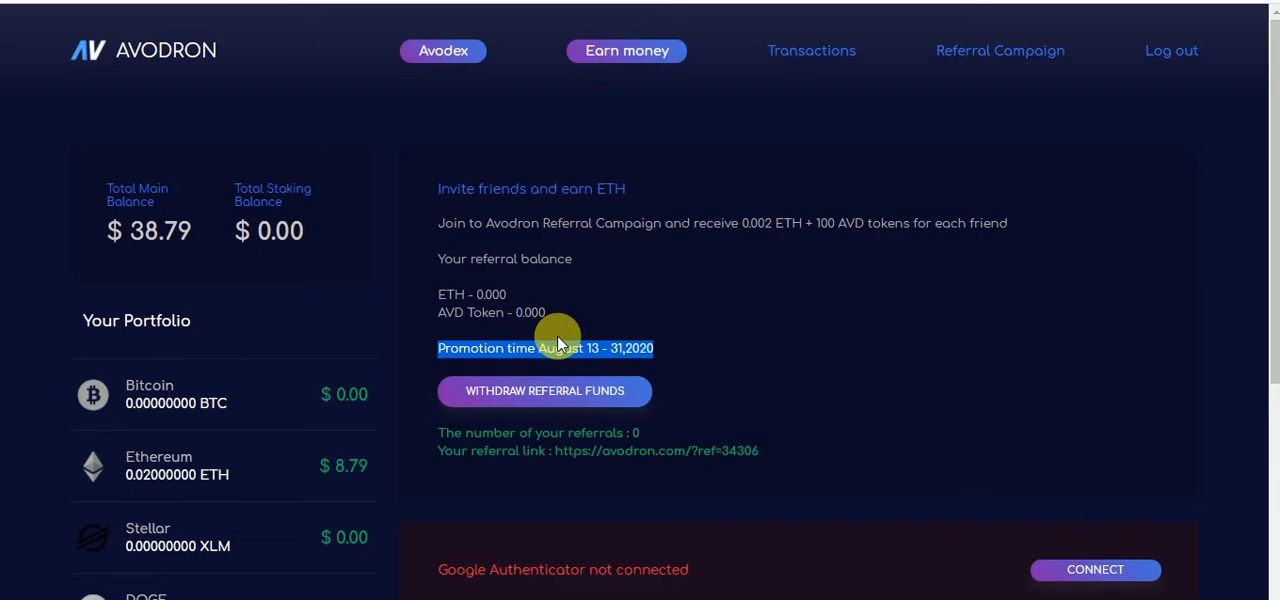 AV AVODRON
Avodex
Earn money
Transactions
Referral Campaign
Log out
Total Main
Balance
$ 38.79
Total Staking
Balance
$ 0.00
Your Portfolio
Bitcoin
0.00000000 BTC
$ 0.00
Ethereum
0.02000000 ETH
$ 8.79
Stellar
0.00000000 XLM
$ 0.00
DOGE
Invite friends and earn ETH
Join to Avodron Referral Campaign and receive 0.002 ETH + 100 AVD tokens for each friend
Your referral balance
ETH - 0.000
AVD Token - 0.000
Promotion time August 13 - 31,2020
WITHDRAW REFERRAL FUNDS
The number of your referrals : 0
Your referral link : https://avodron.com/?ref=34306
Google Authenticator not connected
CONNECT